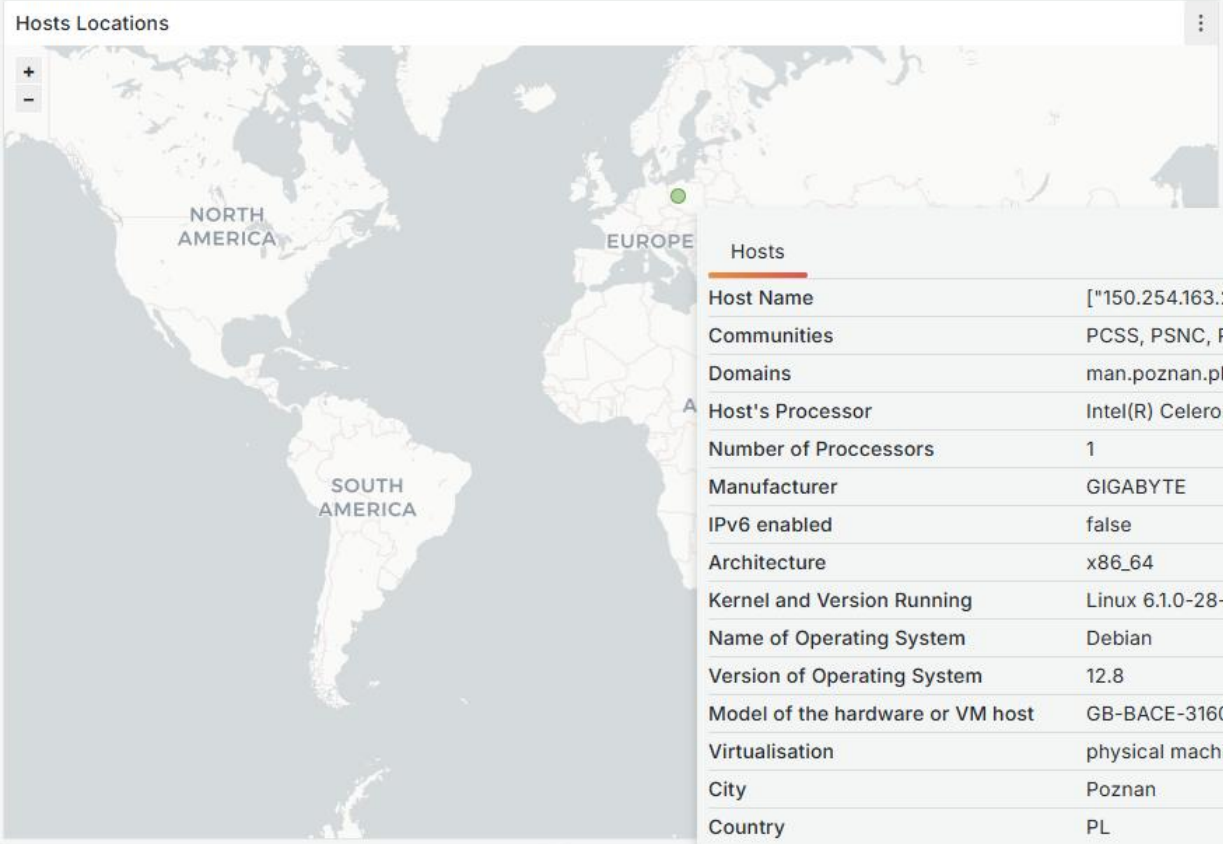 Hosts Locations
+
−
NORTH
AMERICA
EUROPE
SOUTH
AMERICA
A
Hosts
Host Name ["150.254.163.
Communities PCSS, PSNC,
Domains man.poznan.pl
Host's Processor Intel(R) Celero
Number of Proccessors 1
Manufacturer GIGABYTE
IPv6 enabled false
Architecture x86_64
Kernel and Version Running Linux 6.1.0-28-
Name of Operating System Debian
Version of Operating System 12.8
Model of the hardware or VM host GB-BACE-3160
Virtualisation physical mach
City Poznan
Country PL